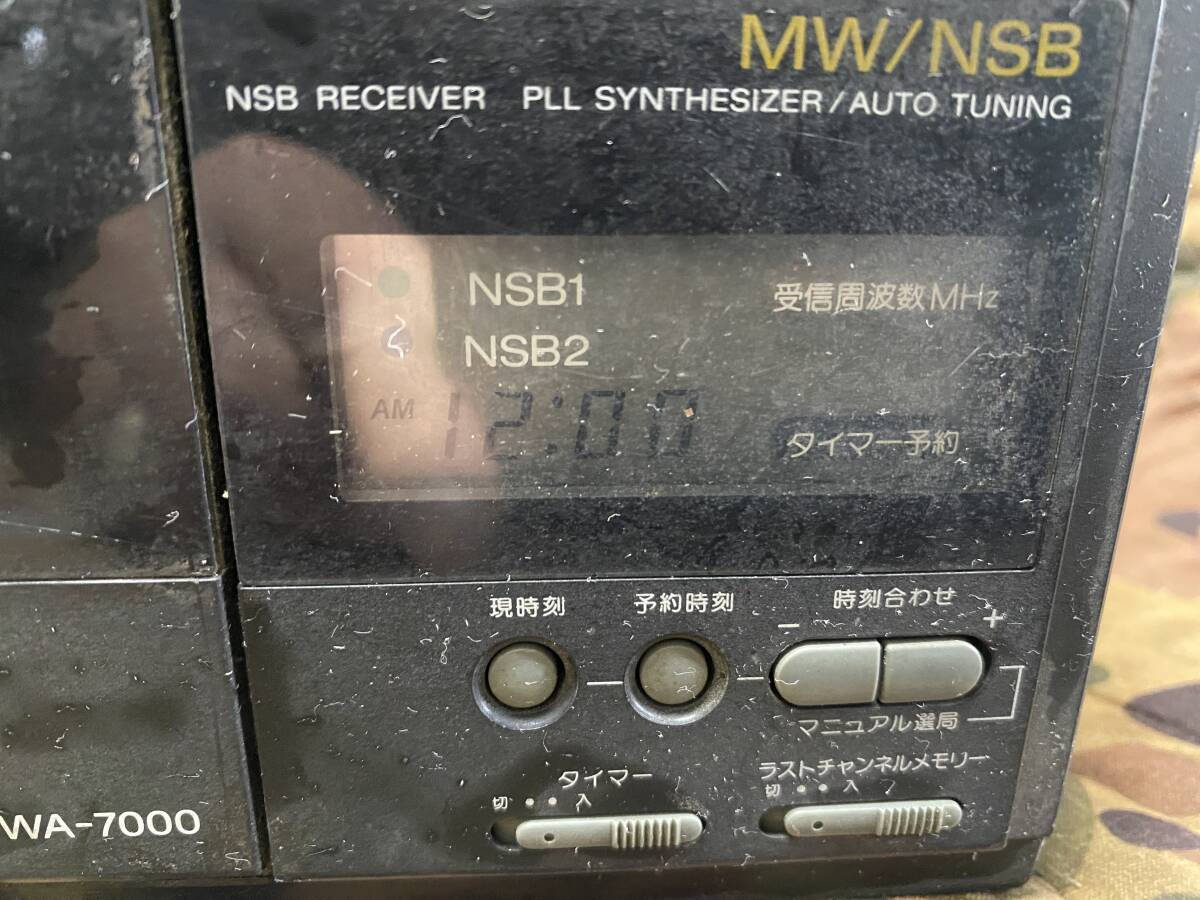 MW/NSB
NSB RECEIVER PLL SYNTHESIZER/AUTO TUNING
NSB1 受信周波数MHz
NSB2
AM 12:00 タイマー予約
現時刻 予約時刻 時刻合わせ
− +
マニュアル選局
タイマー ラストチャンネルメモリー
切 • • 入 切 • • 入
WA-7000